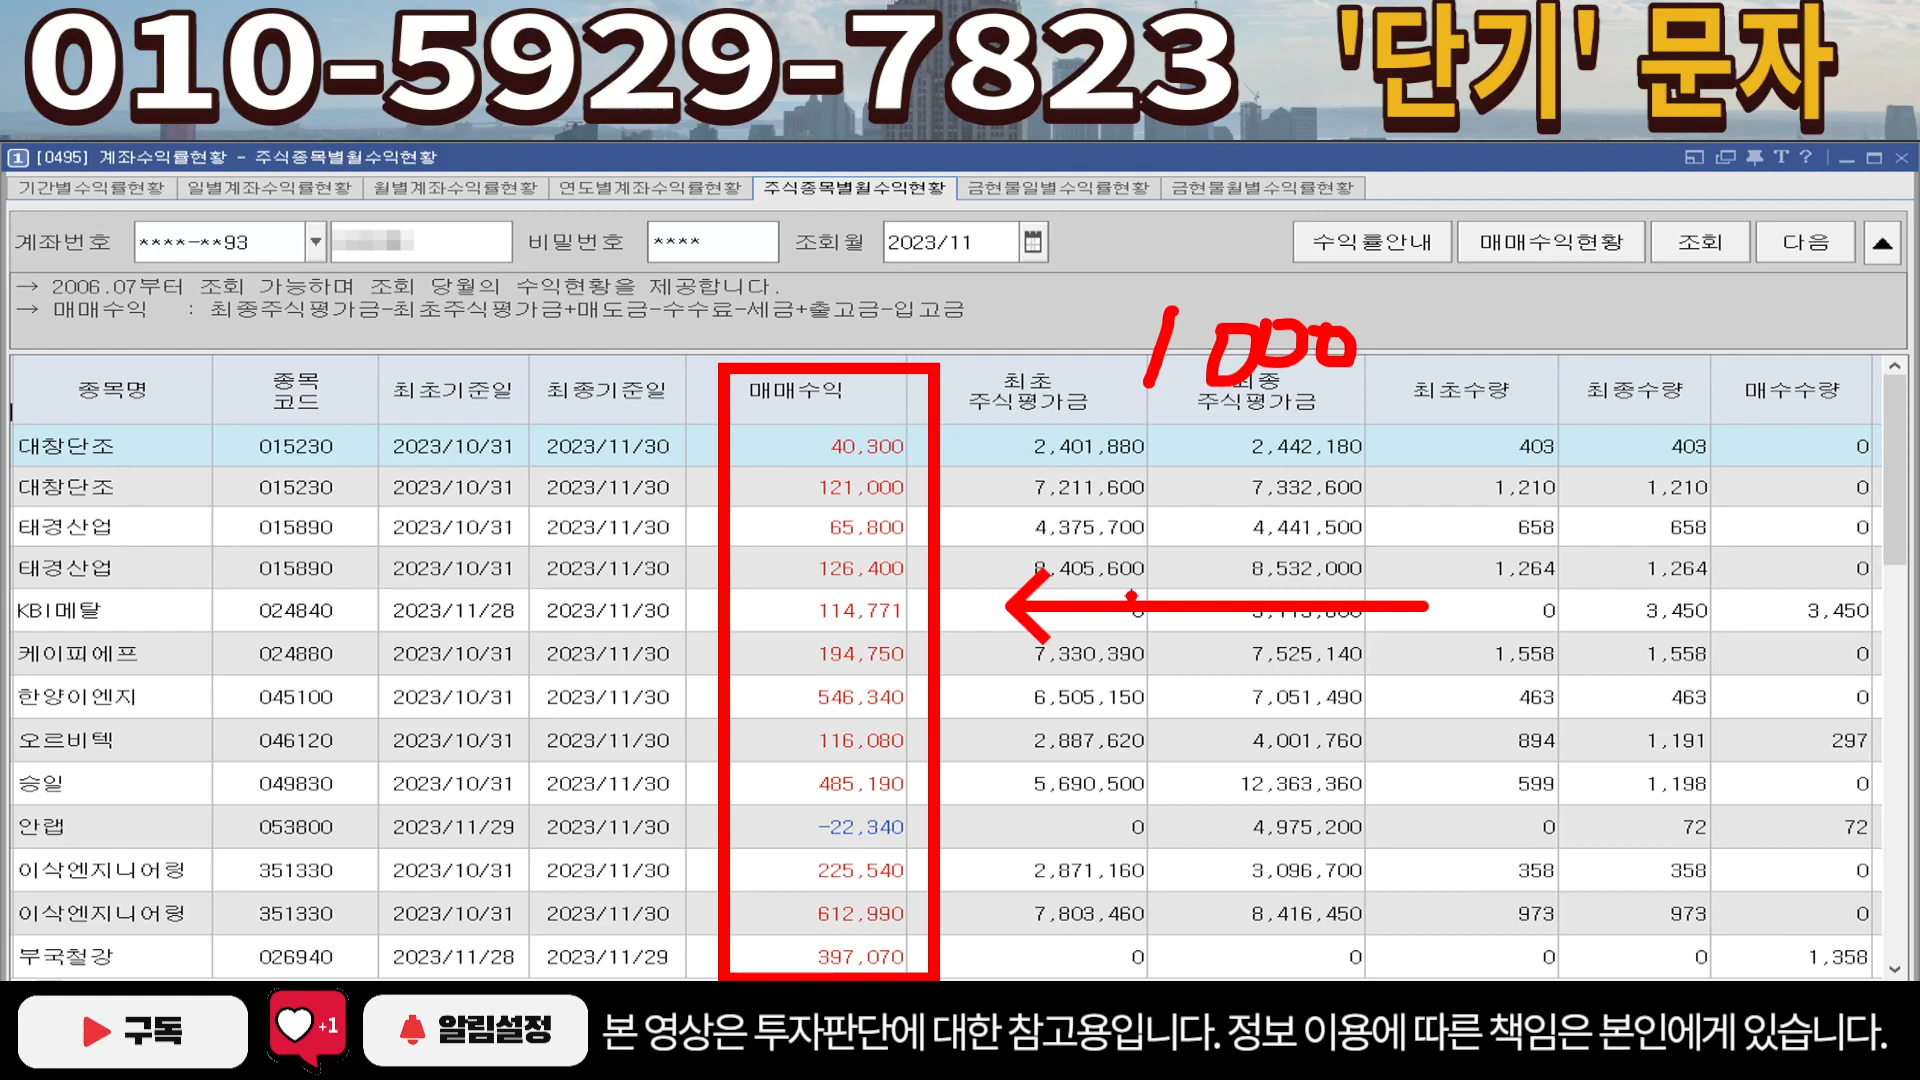 010-5929-7823 '단기' 문자
1 [0495] 계좌수익률현황 - 주식종목별월수익현황
기간별수익률현황 일별계좌수익률현황 월별계좌수익률현황 연도별계좌수익률현황 주식종목별월수익현황 금현물일별수익률현황 금현물월별수익률현황
계좌번호 ****-**93 비밀번호 **** 조회월 2023/11 수익률안내 매매수익현황 조회 다음
→ 2006.07부터 조회 가능하며 조회 당월의 수익현황을 제공합니다.
→ 매매수익 : 최종주식평가금-최초주식평가금+매도금-수수료-세금+출고금-입고금
1000
종목명 종목코드 최초기준일 최종기준일 매매수익 최초주식평가금 최종주식평가금 최초수량 최종수량 매수수량
대창단조 015230 2023/10/31 2023/11/30 40,300 2,401,880 2,442,180 403 403 0
대창단조 015230 2023/10/31 2023/11/30 121,000 7,211,600 7,332,600 1,210 1,210 0
태경산업 015890 2023/10/31 2023/11/30 65,800 4,375,700 4,441,500 658 658 0
태경산업 015890 2023/10/31 2023/11/30 126,400 8,405,600 8,532,000 1,264 1,264 0
KBI메탈 024840 2023/11/28 2023/11/30 114,771 0 0 3,450 3,450
케이피에프 024880 2023/10/31 2023/11/30 194,750 7,330,390 7,525,140 1,558 1,558 0
한양이엔지 045100 2023/10/31 2023/11/30 546,340 6,505,150 7,051,490 463 463 0
오르비텍 046120 2023/10/31 2023/11/30 116,080 2,887,620 4,001,760 894 1,191 297
승일 049830 2023/10/31 2023/11/30 485,190 5,690,500 12,363,360 599 1,198 0
안랩 053800 2023/11/29 2023/11/30 -22,340 0 4,975,200 0 72 72
이삭엔지니어링 351330 2023/10/31 2023/11/30 225,540 2,871,160 3,096,700 358 358 0
이삭엔지니어링 351330 2023/10/31 2023/11/30 612,990 7,803,460 8,416,450 973 973 0
부국철강 026940 2023/11/28 2023/11/29 397,070 0 0 0 0 1,358
구독 +1 알림설정 본 영상은 투자판단에 대한 참고용입니다. 정보 이용에 따른 책임은 본인에게 있습니다.